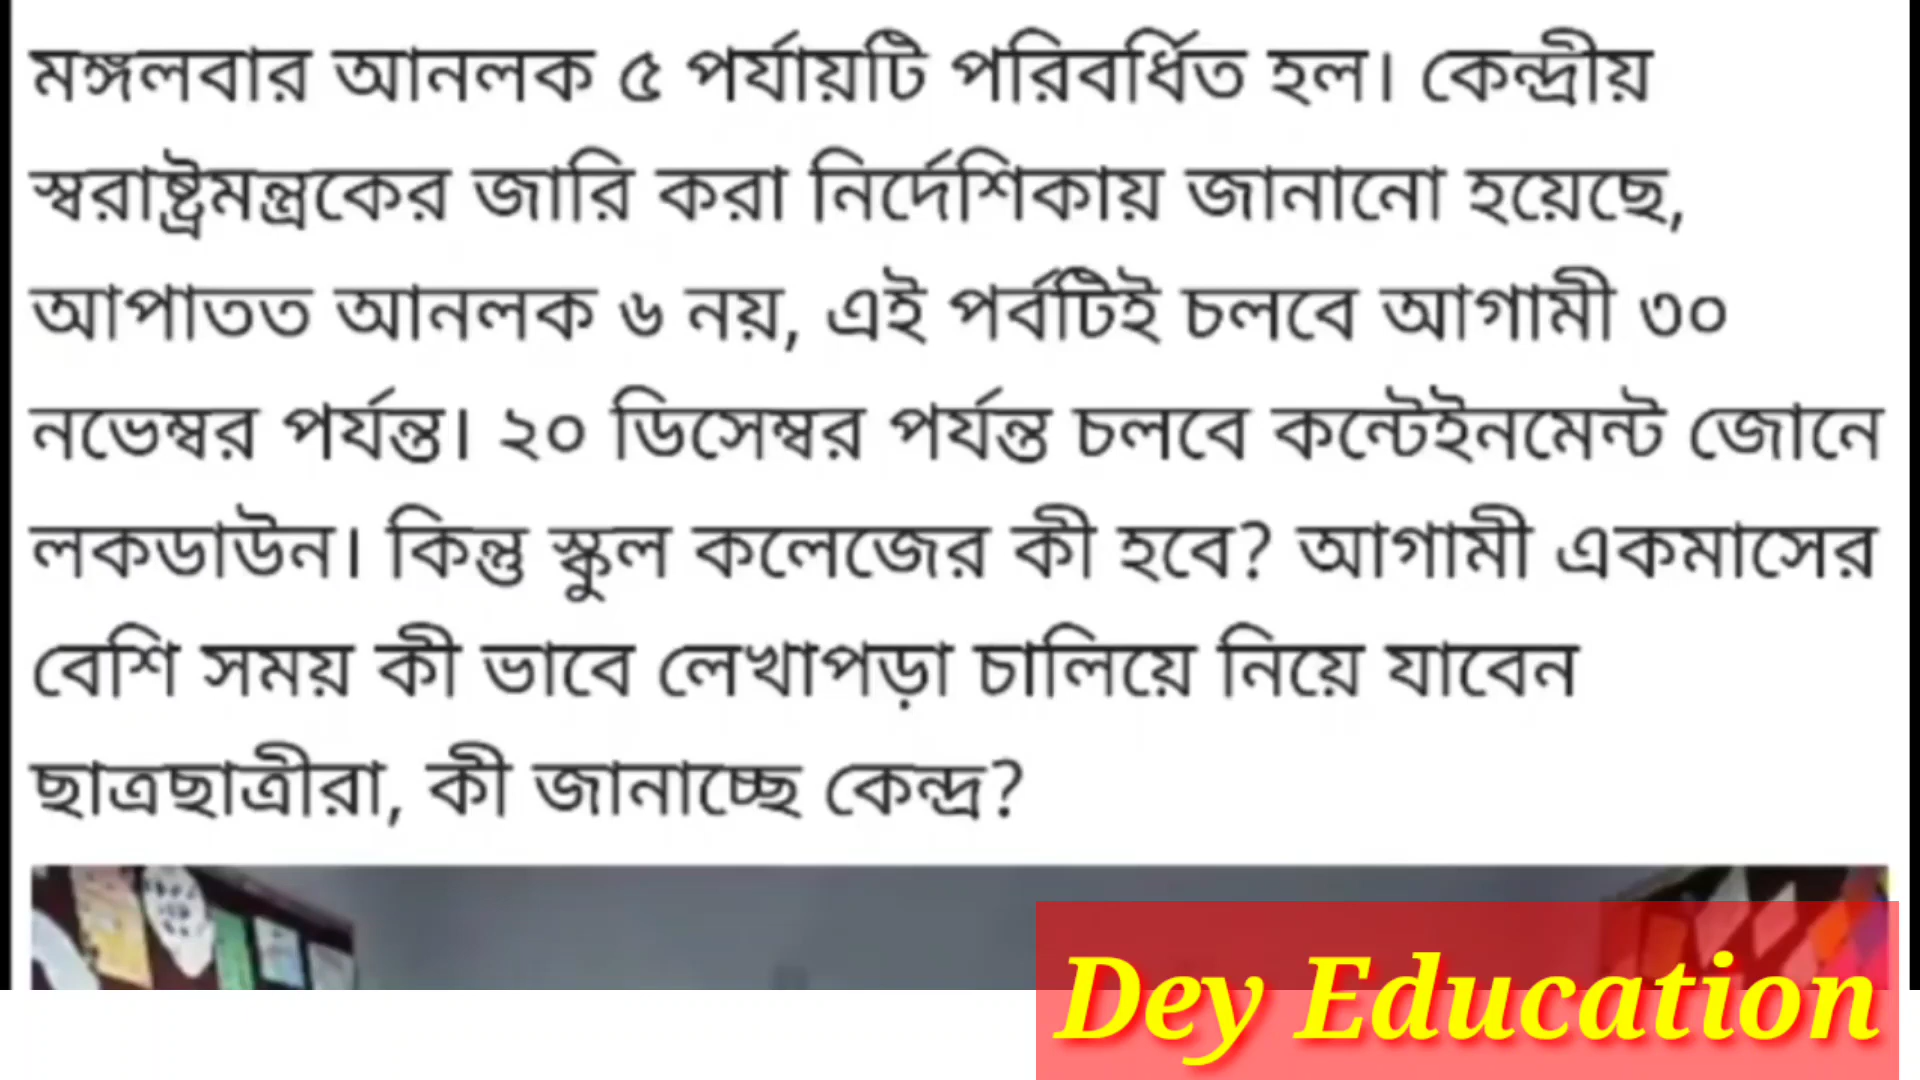 মঙ্গলবার আনলক ৫ পর্যায়টি পরিবর্ধিত হল। কেন্দ্রীয়
স্বরাষ্ট্রমন্ত্রকের জারি করা নির্দেশিকায় জানানো হয়েছে,
আপাতত আনলক ৬ নয়, এই পর্বটিই চলবে আগামী ৩০
নভেম্বর পর্যন্ত। ২০ ডিসেম্বর পর্যন্ত চলবে কন্টেইনমেন্ট জোনে
লকডাউন। কিন্তু স্কুল কলেজের কী হবে? আগামী একমাসের
বেশি সময় কী ভাবে লেখাপড়া চালিয়ে নিয়ে যাবেন
ছাত্রছাত্রীরা, কী জানাচ্ছে কেন্দ্র?
Dey Education